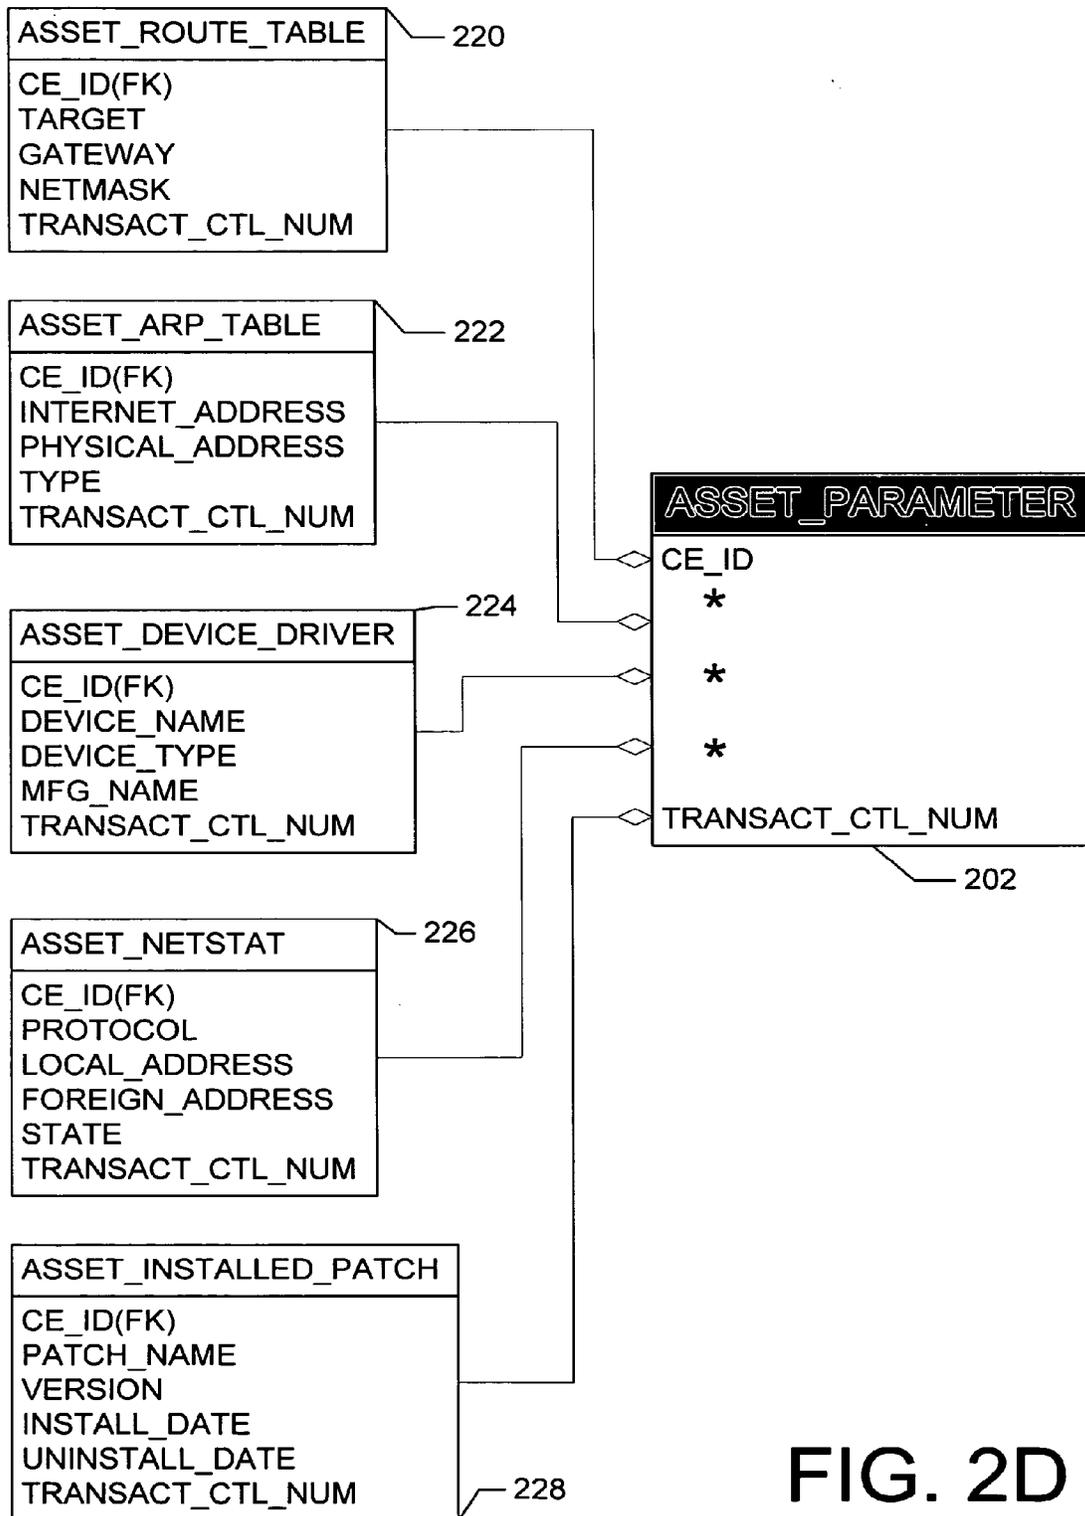 ASSET_ROUTE_TABLE
220
CE_ID(FK)
TARGET
GATEWAY
NETMASK
TRANSACT_CTL_NUM
ASSET_ARP_TABLE
222
CE_ID(FK)
INTERNET_ADDRESS
PHYSICAL_ADDRESS
TYPE
TRANSACT_CTL_NUM
ASSET_DEVICE_DRIVER
224
CE_ID(FK)
DEVICE_NAME
DEVICE_TYPE
MFG_NAME
TRANSACT_CTL_NUM
ASSET_NETSTAT
226
CE_ID(FK)
PROTOCOL
LOCAL_ADDRESS
FOREIGN_ADDRESS
STATE
TRANSACT_CTL_NUM
ASSET_INSTALLED_PATCH
CE_ID(FK)
PATCH_NAME
VERSION
INSTALL_DATE
UNINSTALL_DATE
TRANSACT_CTL_NUM
228
ASSET_PARAMETER
CE_ID
*
*
*
TRANSACT_CTL_NUM
202
FIG. 2D